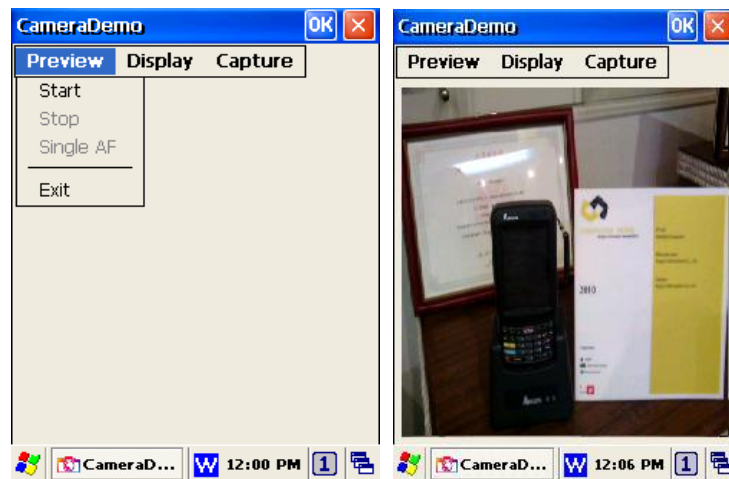 CameraDemo OK
Preview Display Capture
Start
Stop
Single AF
Exit
CameraD... W 12:00 PM 1
CameraDemo OK
Preview Display Capture
2010
CameraD... W 12:06 PM 1